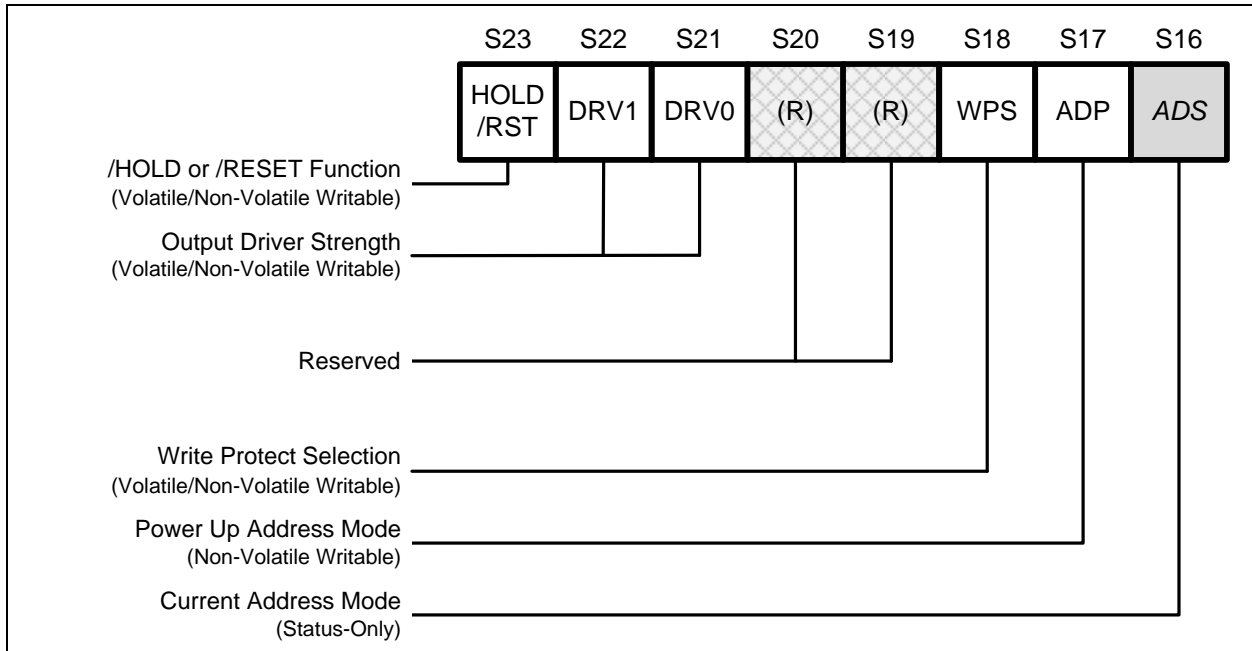 S23 S22 S21 S20 S19 S18 S17 S16
HOLD
/RST DRV1 DRV0 (R) (R) WPS ADP ADS
/HOLD or /RESET Function
(Volatile/Non-Volatile Writable)
Output Driver Strength
(Volatile/Non-Volatile Writable)
Reserved
Write Protect Selection
(Volatile/Non-Volatile Writable)
Power Up Address Mode
(Non-Volatile Writable)
Current Address Mode
(Status-Only)